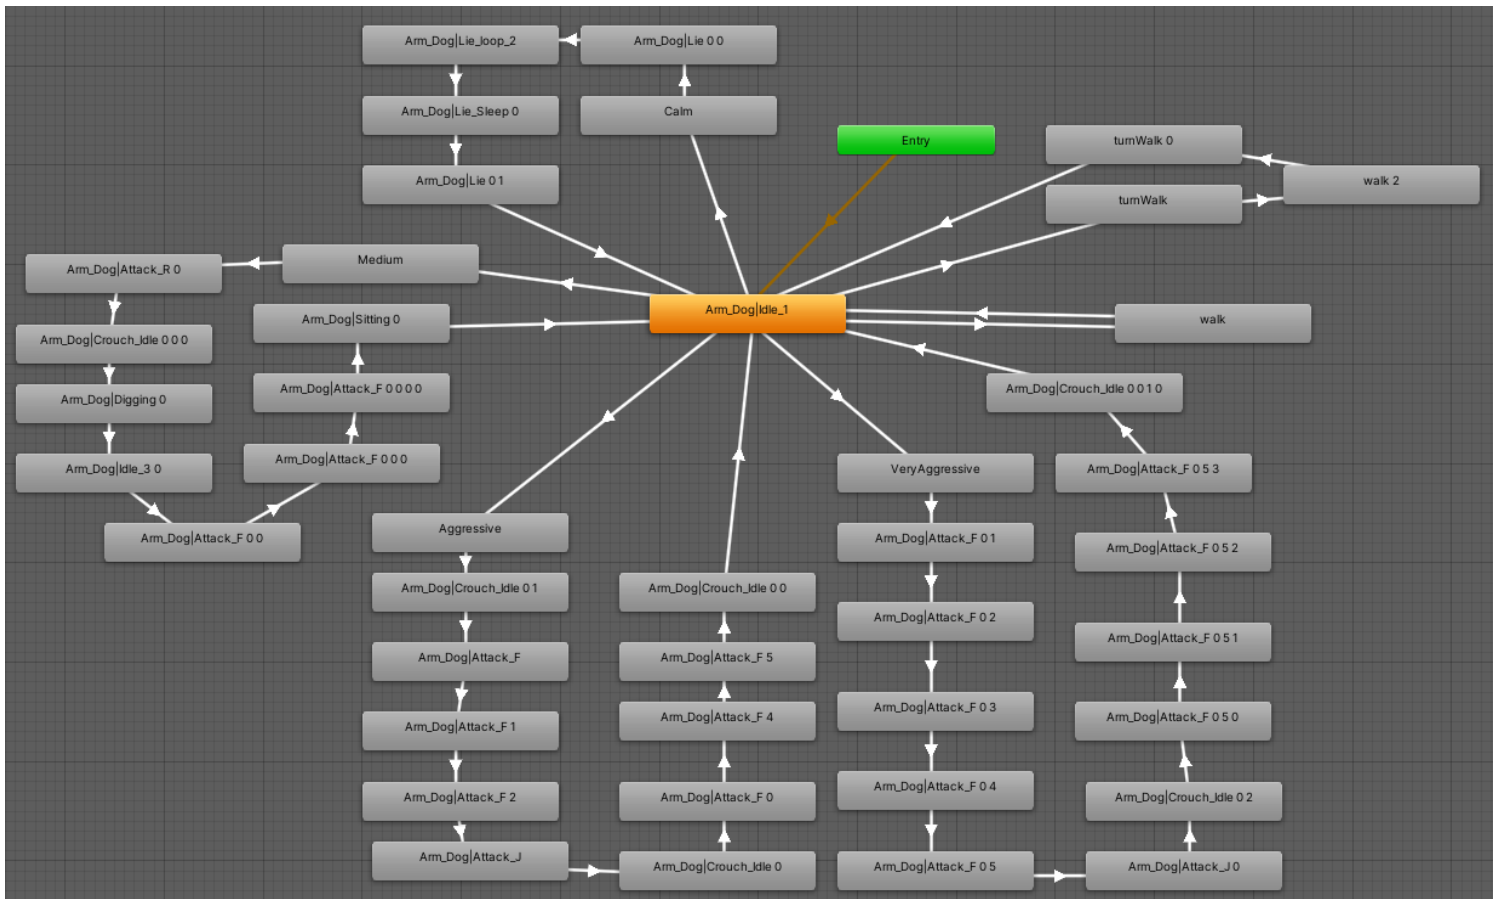 Arm_Dog|Lie_loop_2
Arm_Dog|Lie 0 0
Arm_Dog|Lie_Sleep 0
Calm
Entry
turnWalk 0
Arm_Dog|Lie 0 1
walk 2
turnWalk
Medium
Arm_Dog|Attack_R 0
Arm_Dog|Sitting 0
Arm_Dog|Idle_1
walk
Arm_Dog|Crouch_Idle 0 0 0
Arm_Dog|Attack_F 0 0 0 0
Arm_Dog|Crouch_Idle 0 0 1 0
Arm_Dog|Digging 0
Arm_Dog|Attack_F 0 0 0
Arm_Dog|Idle_3 0
VeryAggressive
Arm_Dog|Attack_F 0 5 3
Arm_Dog|Attack_F 0 0
Aggressive
Arm_Dog|Attack_F 0 1
Arm_Dog|Attack_F 0 5 2
Arm_Dog|Crouch_Idle 0 1
Arm_Dog|Crouch_Idle 0 0
Arm_Dog|Attack_F 0 2
Arm_Dog|Attack_F 0 5 1
Arm_Dog|Attack_F
Arm_Dog|Attack_F 5
Arm_Dog|Attack_F 0 3
Arm_Dog|Attack_F 0 5 0
Arm_Dog|Attack_F 1
Arm_Dog|Attack_F 4
Arm_Dog|Attack_F 0 4
Arm_Dog|Crouch_Idle 0 2
Arm_Dog|Attack_F 2
Arm_Dog|Attack_F 0
Arm_Dog|Attack_J
Arm_Dog|Crouch_Idle 0
Arm_Dog|Attack_F 0 5
Arm_Dog|Attack_J 0